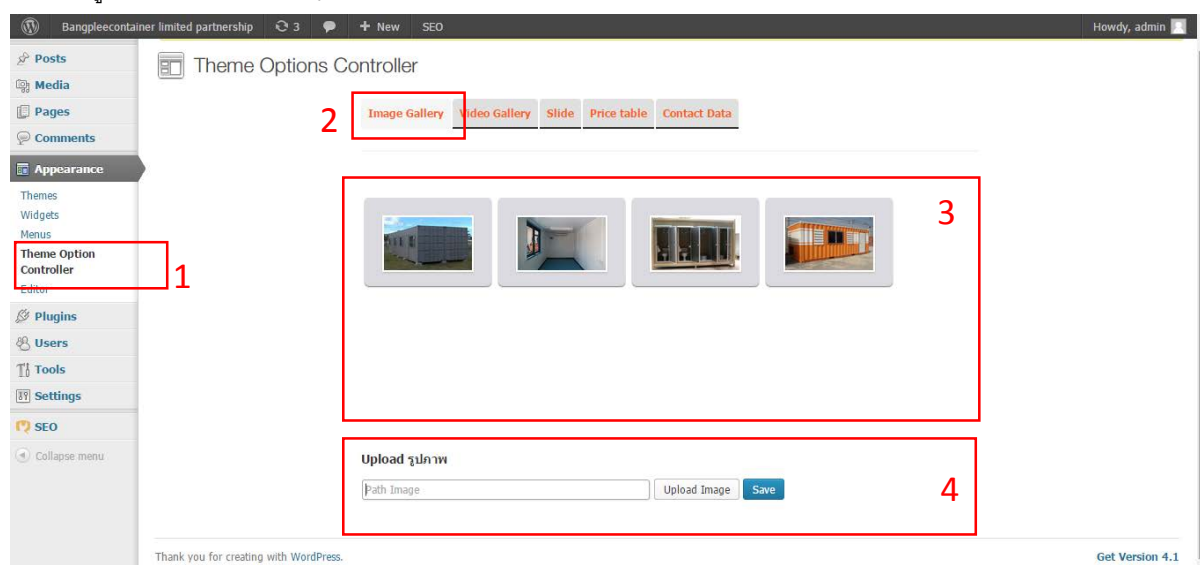 Bangpleecontainer limited partnership 3 + New SEO Howdy, admin
Posts
Media
Pages
Comments
Appearance
Themes
Widgets
Menus
Theme Option
Controller
Editor
Plugins
Users
Tools
Settings
SEO
Collapse menu
1
Theme Options Controller
2
Image Gallery Video Gallery Slide Price table Contact Data
3
Upload รูปภาพ
Path Image Upload Image Save
4
Thank you for creating with WordPress. Get Version 4.1